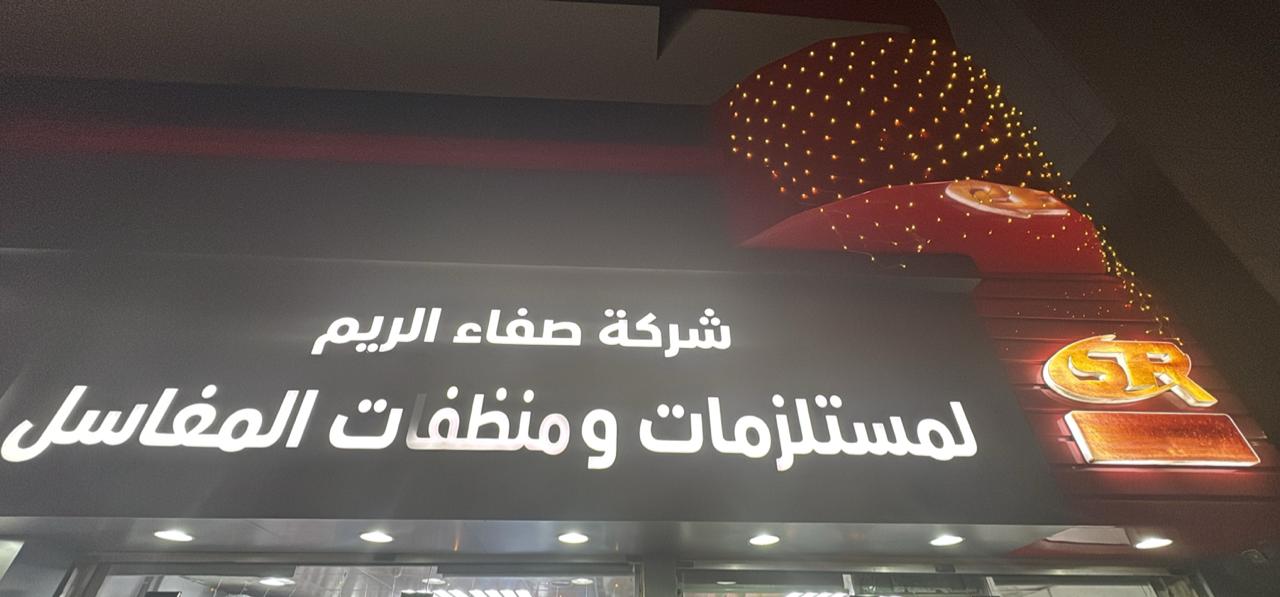 شركة صفاء الريم
لمستلزمات ومنظفات المغاسل
SR